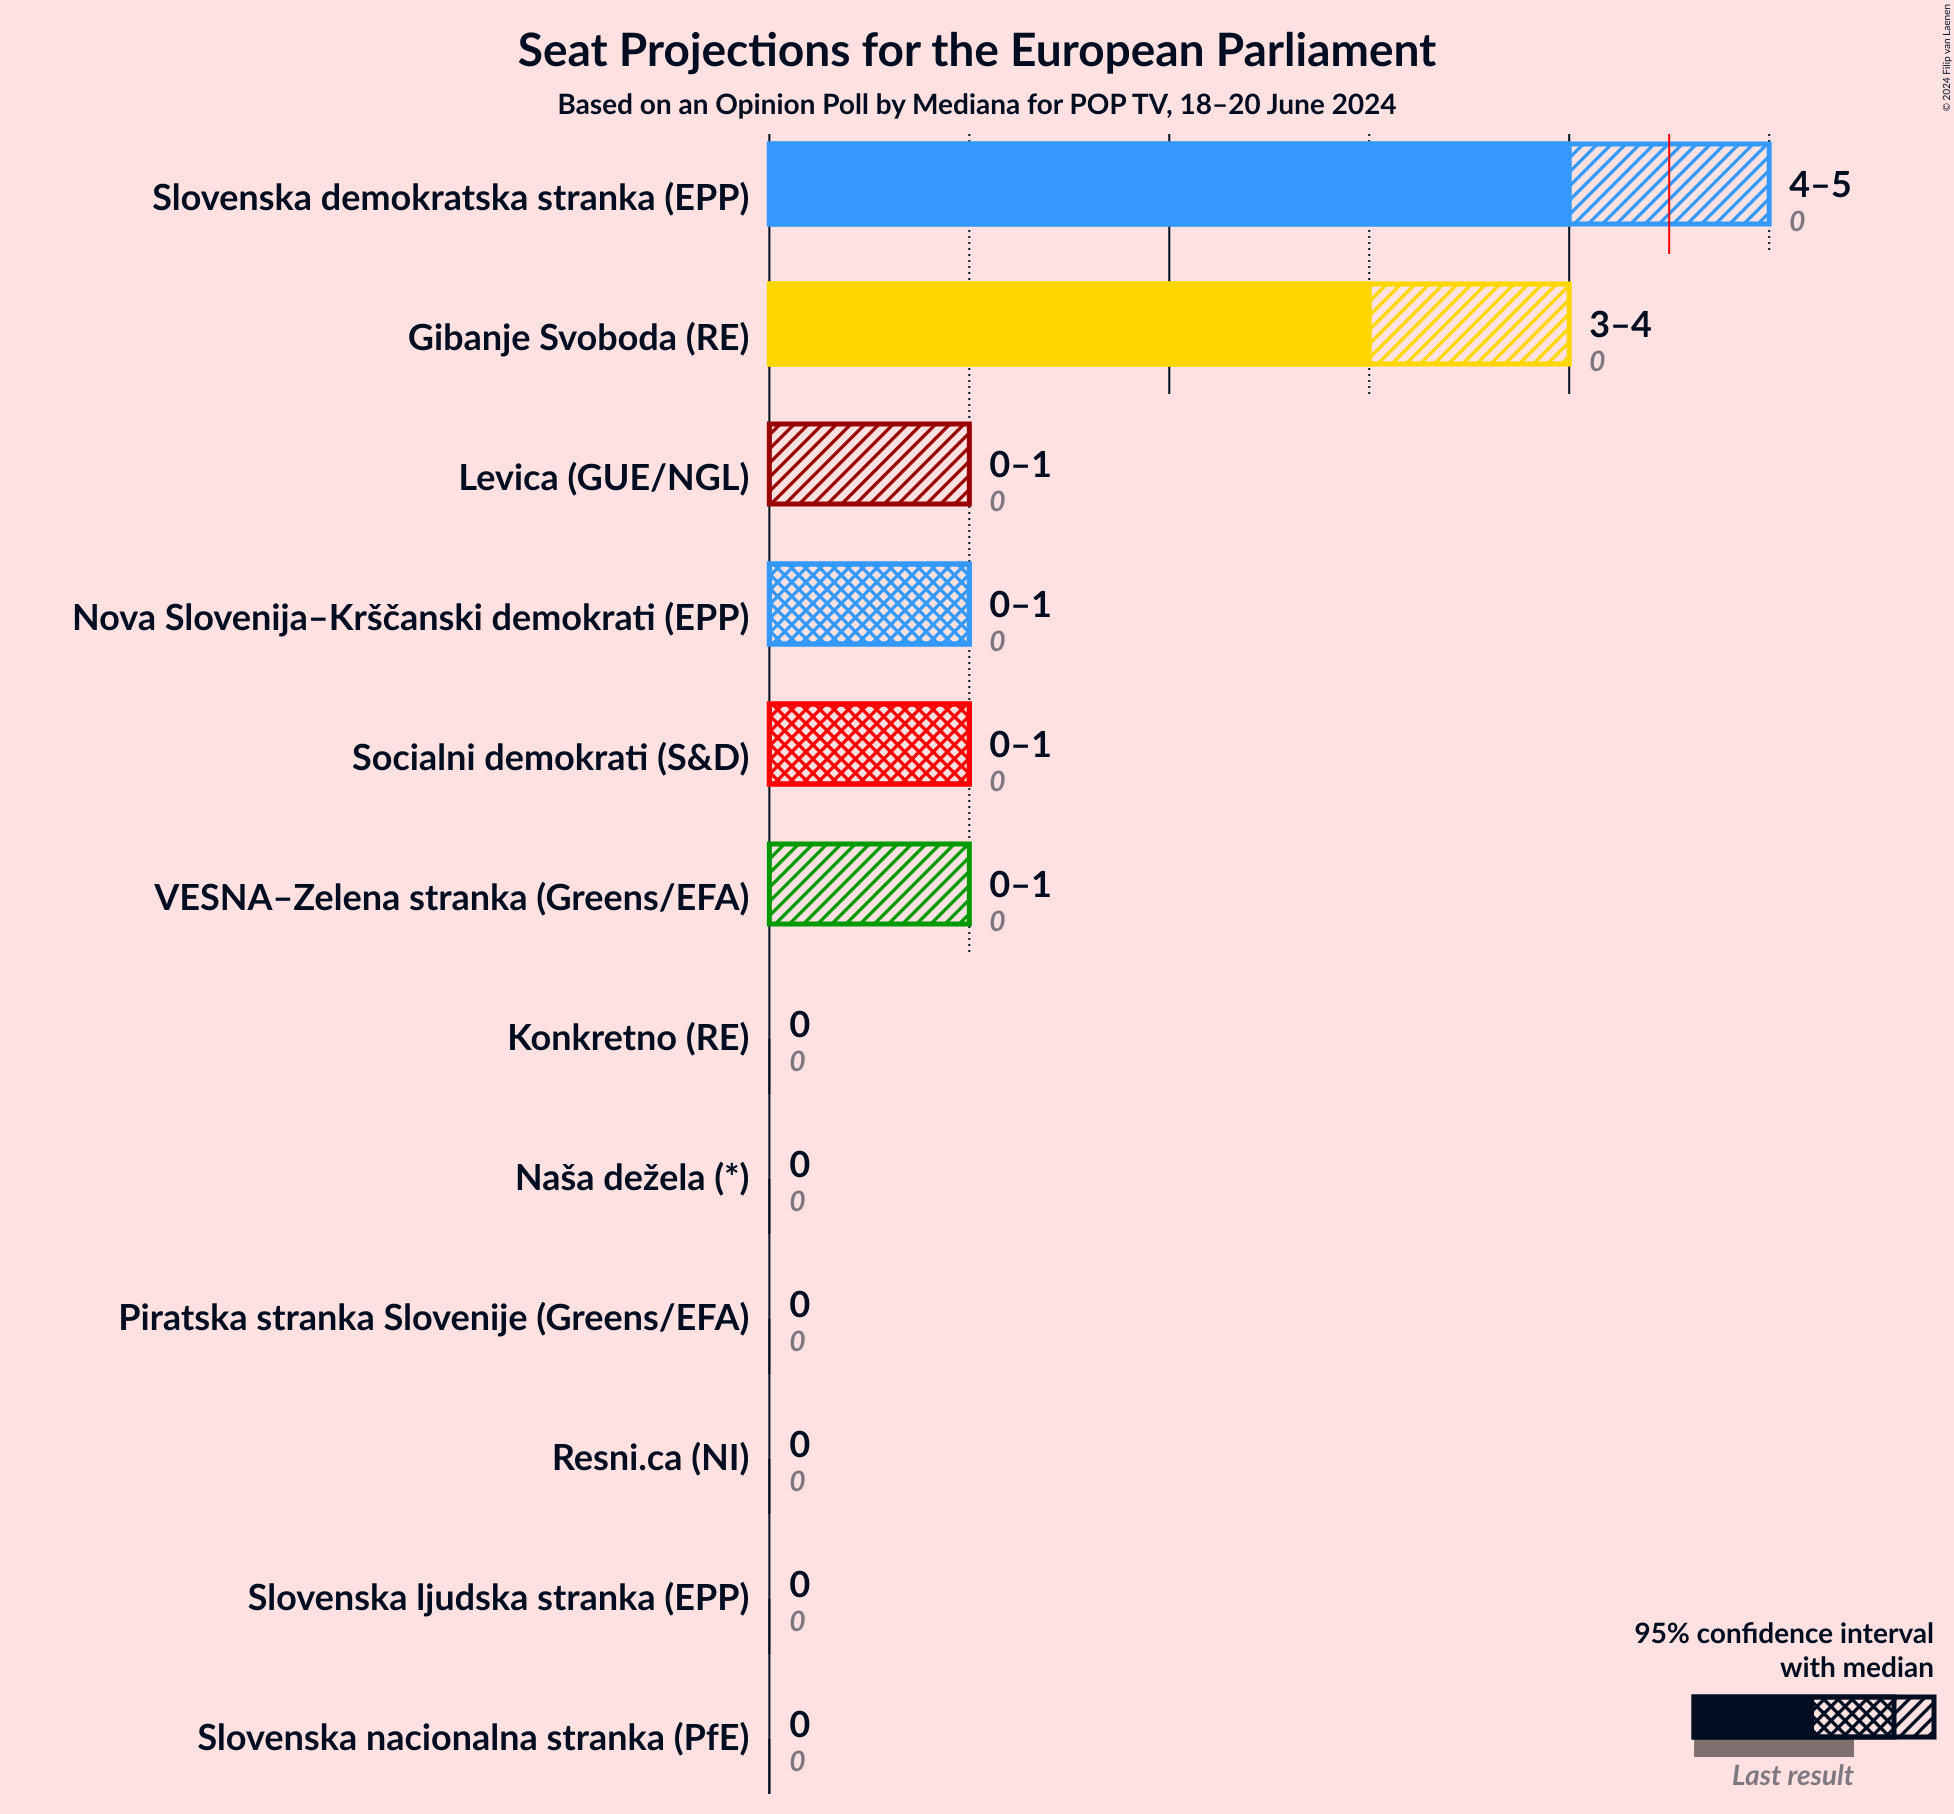 Seat Projections for the European Parliament
Based on an Opinion Poll by Mediana for POP TV, 18–20 June 2024
© 2024 Filip van Laenen
Slovenska demokratska stranka (EPP)
4–5
0
Gibanje Svoboda (RE)
3–4
0
Levica (GUE/NGL)
0–1
0
Nova Slovenija–Krščanski demokrati (EPP)
0–1
0
Socialni demokrati (S&D)
0–1
0
VESNA–Zelena stranka (Greens/EFA)
0–1
0
Konkretno (RE)
0
0
Naša dežela (*)
0
0
Piratska stranka Slovenije (Greens/EFA)
0
0
Resni.ca (NI)
0
0
Slovenska ljudska stranka (EPP)
0
0
Slovenska nacionalna stranka (PfE)
0
0
95% confidence interval
with median
Last result